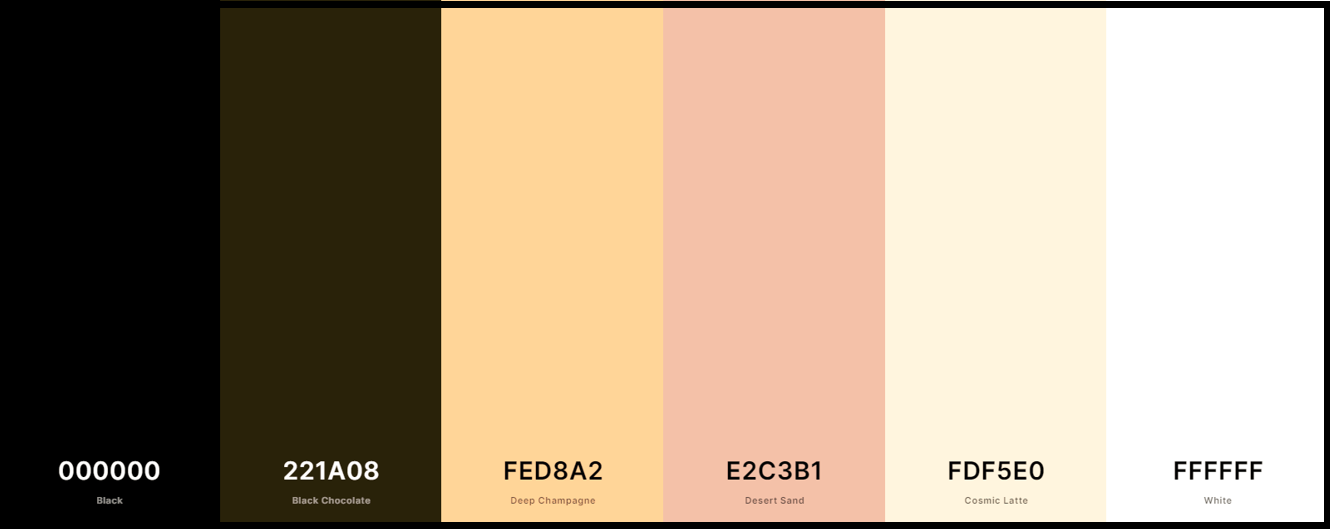 000000
Black
221A08
Black Chocolate
FED8A2
Deep Champagne
E2C3B1
Desert Sand
FDF5E0
Cosmic Latte
FFFFFF
White